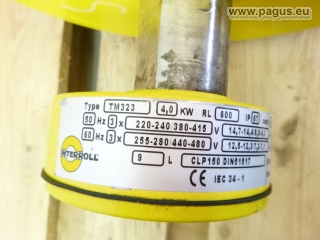 www.pagus.eu
Type TM323 4,0 KW RL 600 IP
50 Hz 3 x 220-240/380-415 V
60 Hz 3 x 255-280/440-480 V
9 L CLP150 DIN51517
INTERROLL
CE IEC 34-1